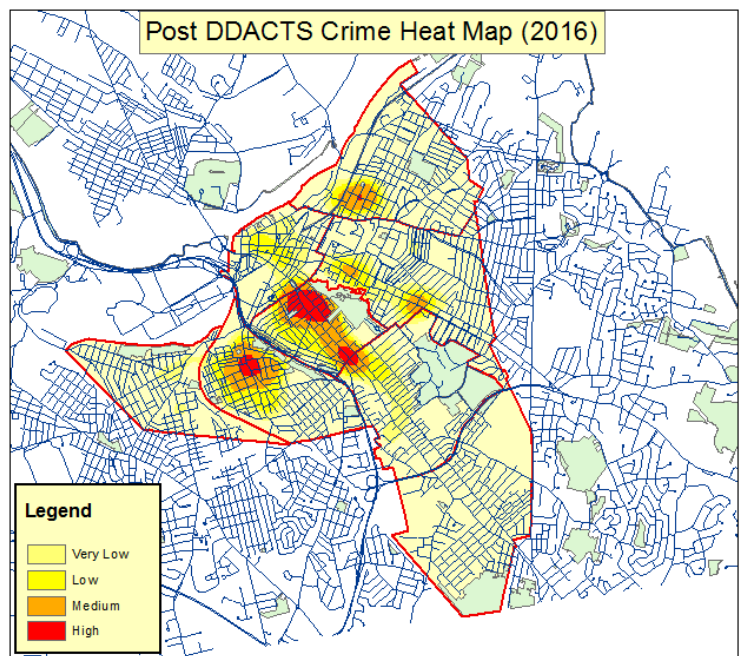 Post DDACTS Crime Heat Map (2016)
Legend
Very Low
Low
Medium
High